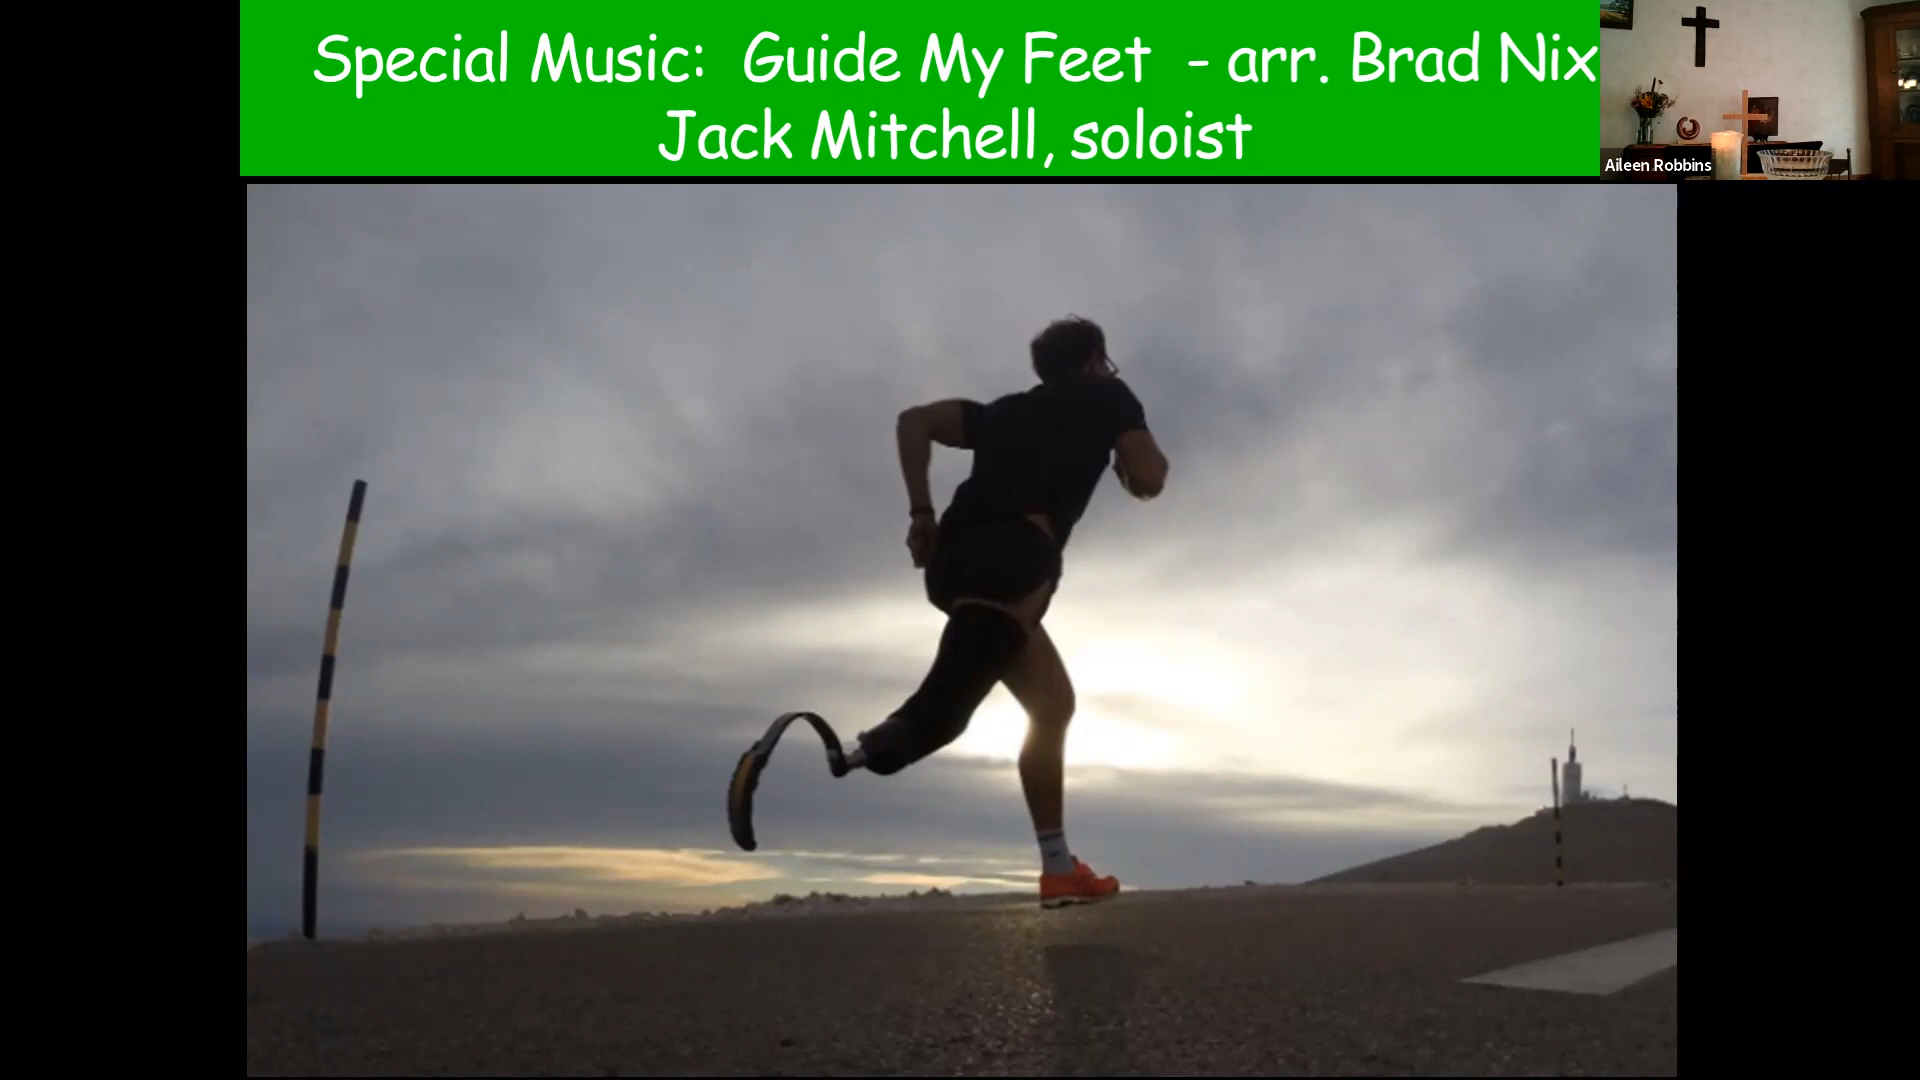 Special Music:  Guide My Feet  - arr. Brad Nix
Jack Mitchell, soloist
Aileen Robbins